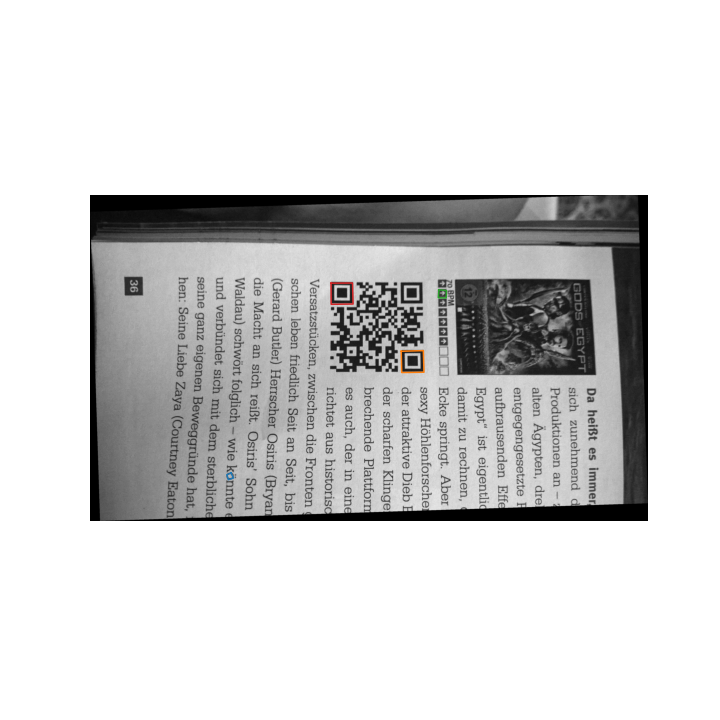 GODS EGYPT
12
70 BPM
Da heißt es immer,
sich zunehmend d
Produktionen an –
alten Ägypten, dre
entgegengesetzte
aufbrausenden Effe
Egypt“ ist eigentlic
damit zu rechnen,
Ecke springt. Aber
sexy Höhlenforscher
der attraktive Dieb
der scharfen Klinge
brechende Plattform
es auch, der in eine
richtet aus historisc
Versatzstücken, zwischen die Fronten
schen leben friedlich Seit an Seit, bis
(Gerard Butler) Herrscher Osiris (Bryan
die Macht an sich reißt. Osiris’ Sohn
Waldau) schwört folglich – wie könnte e
und verbündet sich mit dem sterbliche
seine ganz eigenen Beweggründe hat,
hen: Seine Liebe Zaya (Courtney Eaton
36